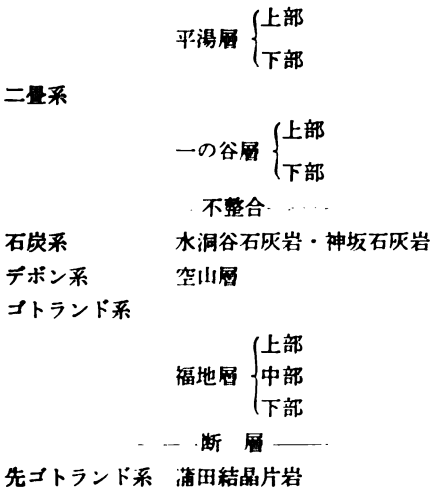 上部
平湯層
下部
二畳系
上部
一の谷層
下部
不整合
石炭系 水洞谷石灰岩・神坂石灰岩
デボン系 空山層
ゴトランド系
上部
福地層 中部
下部
断 層
先ゴトランド系 蒲田結晶片岩